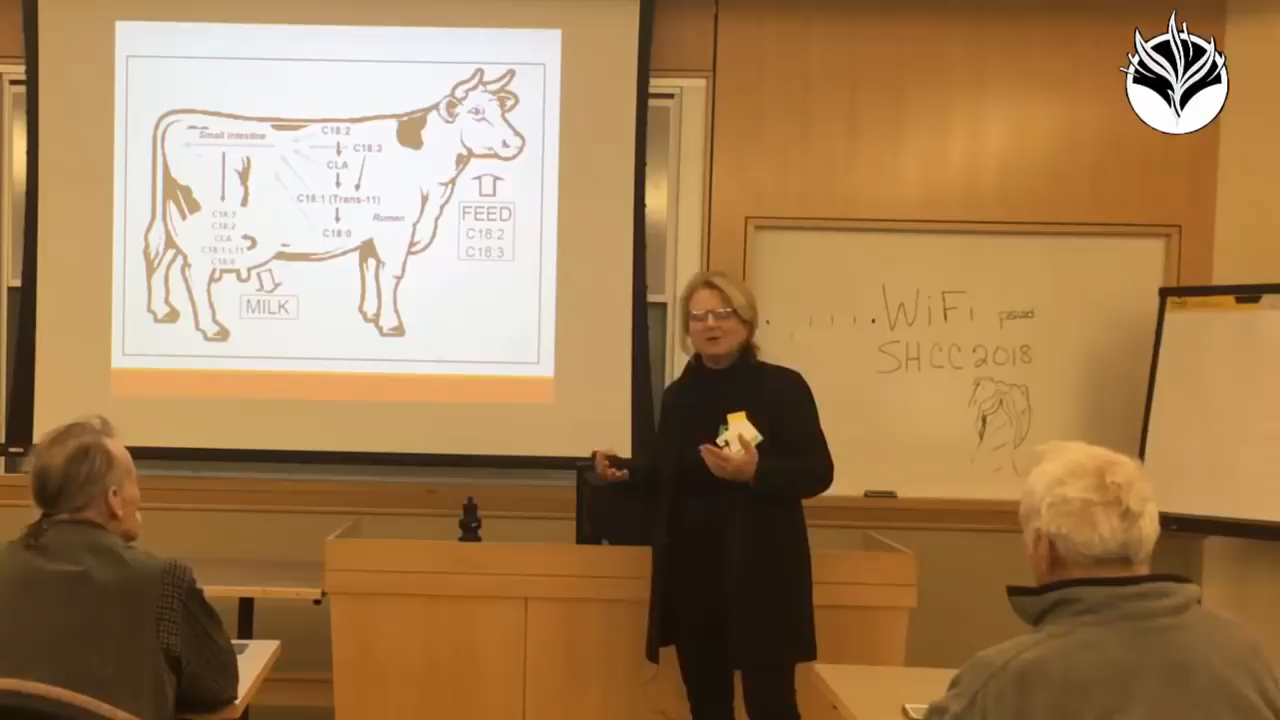 Small Intestine
C18:2
C18:3
CLA
C18:1 (Trans-11)
Rumen
C18:0
C18:3
C18:2
CLA
C18:0
MILK
FEED
C18:2
C18:3
WiFi
SHCC2018